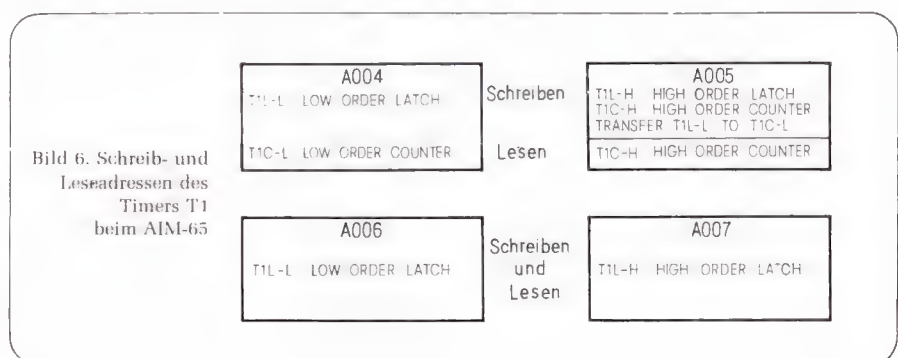 Bild 6. Schreib- und
Leseadressen des
Timers T1
beim AIM-65
A004
T1L-L LOW ORDER LATCH
T1C-L LOW ORDER COUNTER
Schreiben
Lesen
A005
T1L-H HIGH ORDER LATCH
T1C-H HIGH ORDER COUNTER
TRANSFER T1L-L TO T1C-L
T1C-H HIGH ORDER COUNTER
A006
T1L-L LOW ORDER LATCH
Schreiben
und
Lesen
A007
T1L-H HIGH ORDER LATCH